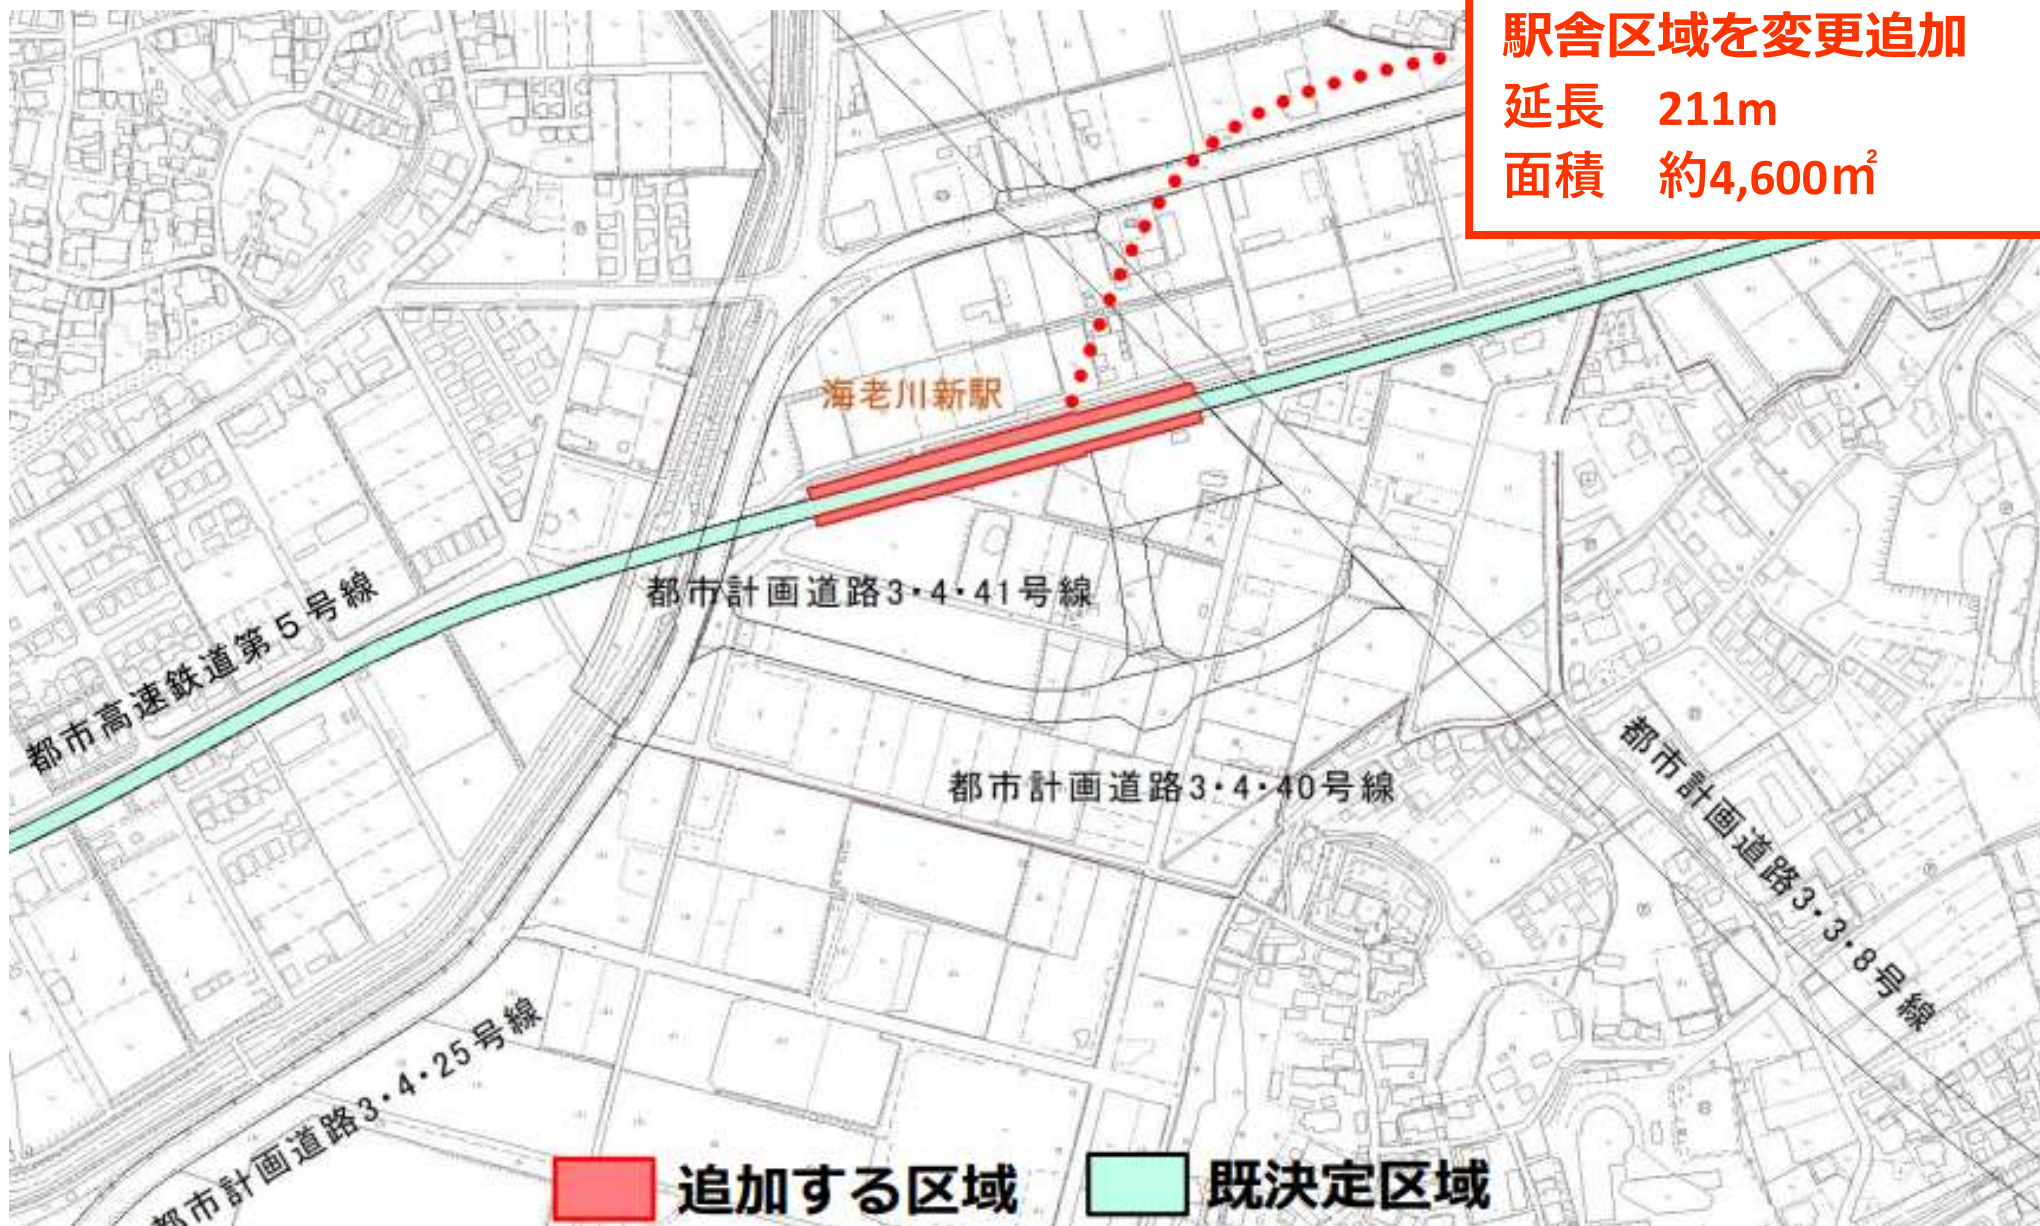 駅舎区域を変更追加
延長 211m
面積 約4,600㎡
海老川新駅
都市計画道路3・4・41号線
都市高速鉄道第5号線
都市計画道路3・4・40号線
都市計画道路3・3・8号線
都市計画道路3・4・25号線
追加する区域
既決定区域